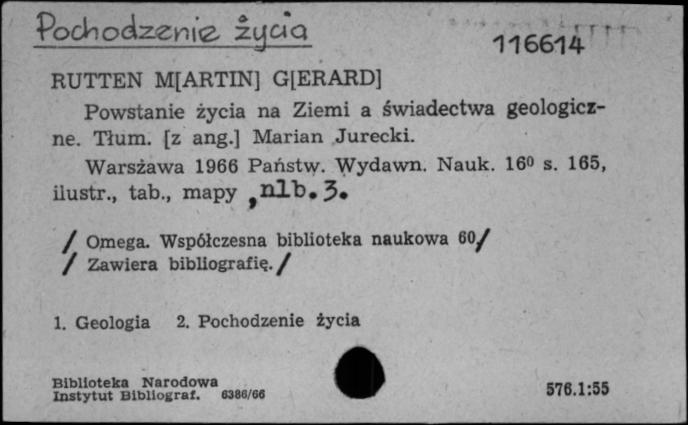 Pochodzenie życia
116614
RUTTEN M[ARTIN] G[ERARD]
Powstanie życia na Ziemi a świadectwa geologicz-
ne. Tłum. [z ang.] Marian Jurecki.
Warszawa 1966 Państw. Wydawn. Nauk. 16⁰ s. 165,
ilustr., tab., mapy , nlb. 3.
/ Omega. Współczesna biblioteka naukowa 60/
/ Zawiera bibliografię. /
1. Geologia 2. Pochodzenie życia
Biblioteka Narodowa
Instytut Bibliograf. 6386/66
576.1:55